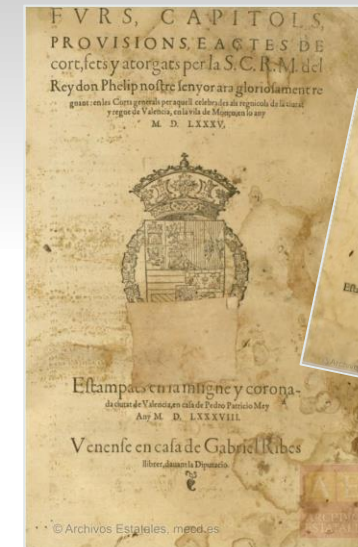 FVRS, CAPITOLS,
PROVISIONS, E ACTES DE
cort, fets y atorgats per la S. C. R. M. del
Rey don Phelip nostre senyor ara gloriosament re
gnant: en les Corts generals per aquell celebrades als regnicols de la ciutat
y regne de Valencia, en la vila de Monço en lo any
M. D. LXXXV.
Estampats en la insigne y corona-
da ciutat de Valencia, en casa de Pedro Patricio Mey
Any M. D. LXXXVIII.
Venense en casa de Gabriel Ribes
llibrer, dauant la Diputacio.
© Archivos Estatales, mecd.es
Esta